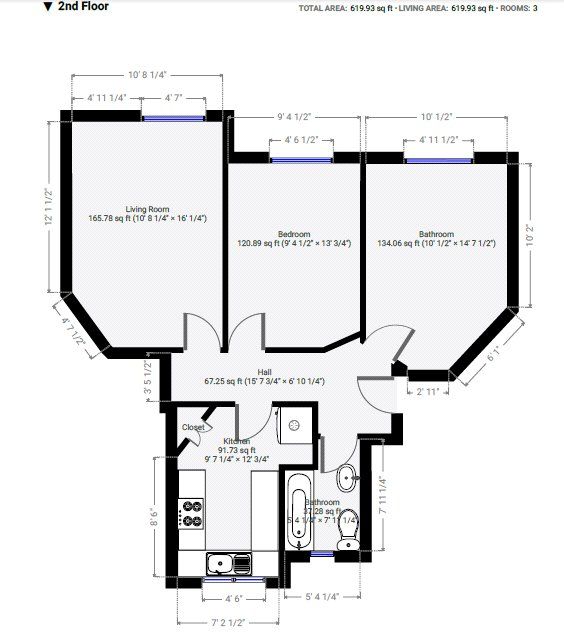 ▼ 2nd Floor
TOTAL AREA: 619.93 sq ft • LIVING AREA: 619.93 sq ft • ROOMS: 3
10' 8 1/4"
4' 11 1/4"
4' 7"
9' 4 1/2"
10' 1/2"
4' 6 1/2"
4' 11 1/2"
12' 1 1/2"
Living Room
165.78 sq ft (10' 8 1/4" × 16' 1/4")
Bedroom
120.89 sq ft (9' 4 1/2" × 13' 3/4")
Bathroom
134.06 sq ft (10' 1/2" × 14' 7 1/2")
10' 2"
4' 7 1/2"
6' 1"
3' 5 1/2"
Hall
67.25 sq ft (15' 7 3/4" × 6' 10 1/4")
2' 11"
Closet
Kitchen
91.73 sq ft
9' 7 1/4" × 12' 3/4"
8' 6"
7' 11 1/4"
Bathroom
37.28 sq ft
5' 4 1/4" × 7' 11 1/4"
4' 6"
5' 4 1/4"
7' 2 1/2"